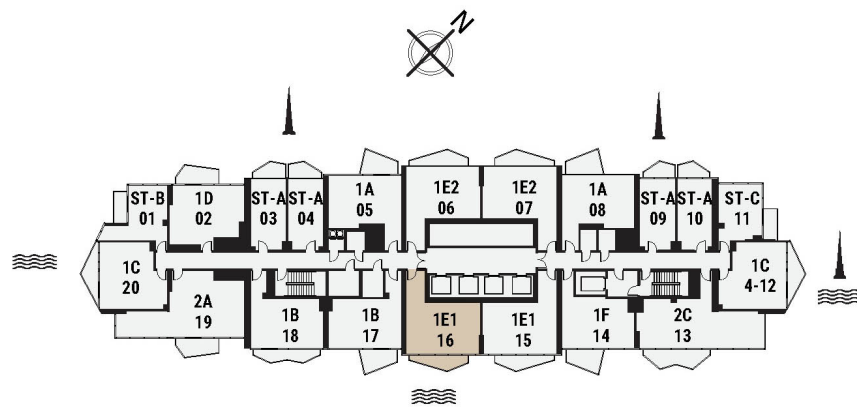 N
ST-B
01
1D
02
ST-A
03
ST-A
04
1A
05
1E2
06
1E2
07
1A
08
ST-A
09
ST-A
10
ST-C
11
1C
20
2A
19
1B
18
1B
17
1E1
16
1E1
15
1F
14
2C
13
1C
4-12